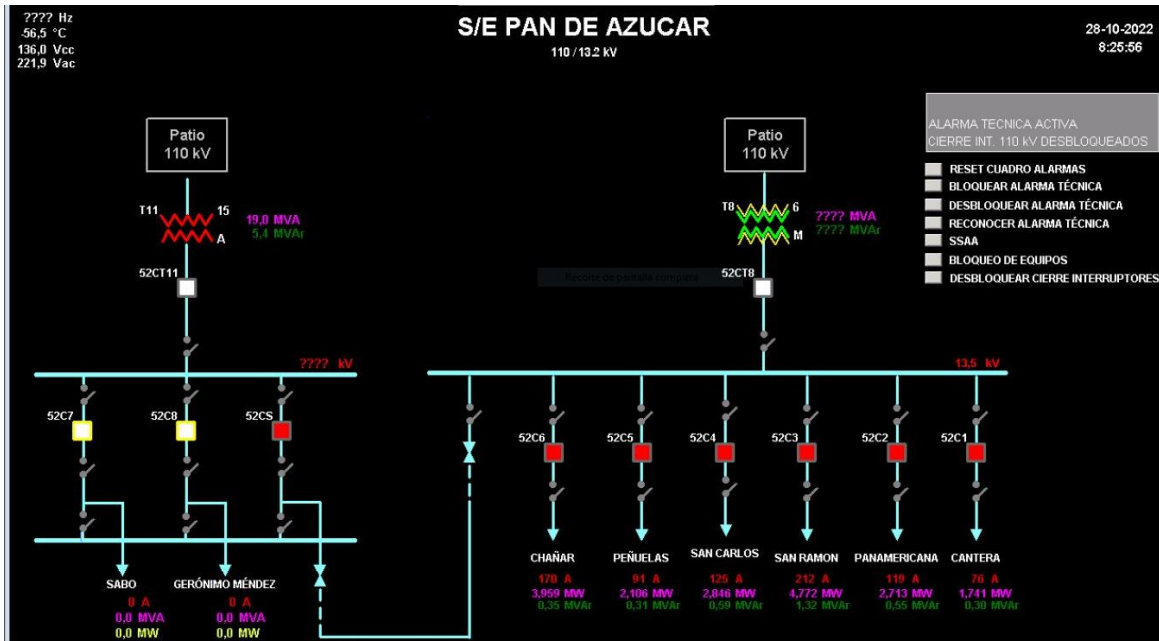 ???? Hz
-56,5 °C
136,0 Vcc
221,9 Vac
S/E PAN DE AZUCAR
110 / 13.2 kV
28-10-2022
8:25:56
ALARMA TECNICA ACTIVA
CIERRE INT. 110 kV DESBLOQUEADOS
RESET CUADRO ALARMAS
BLOQUEAR ALARMA TÉCNICA
DESBLOQUEAR ALARMA TÉCNICA
RECONOCER ALARMA TÉCNICA
SSAA
BLOQUEO DE EQUIPOS
DESBLOQUEAR CIERRE INTERRUPTORES
Patio
110 kV
T11 15
A
19,0 MVA
5,4 MVAr
52CT11
Patio
110 kV
T8 6
M
???? MVA
???? MVAr
52CT8
Recorte de pantalla completa
???? kV
13,5 kV
52C7 52C8 52CS
52C6 52C5 52C4 52C3 52C2 52C1
SABO
0 A
0,0 MVA
0,0 MW
GERÓNIMO MÉNDEZ
0 A
0,0 MVA
0,0 MW
CHAÑAR
170 A
3,959 MW
0,35 MVAr
PEÑUELAS
91 A
2,106 MW
0,31 MVAr
SAN CARLOS
125 A
2,846 MW
0,59 MVAr
SAN RAMON
212 A
4,772 MW
1,32 MVAr
PANAMERICANA
119 A
2,713 MW
0,55 MVAr
CANTERA
76 A
1,741 MW
0,30 MVAr